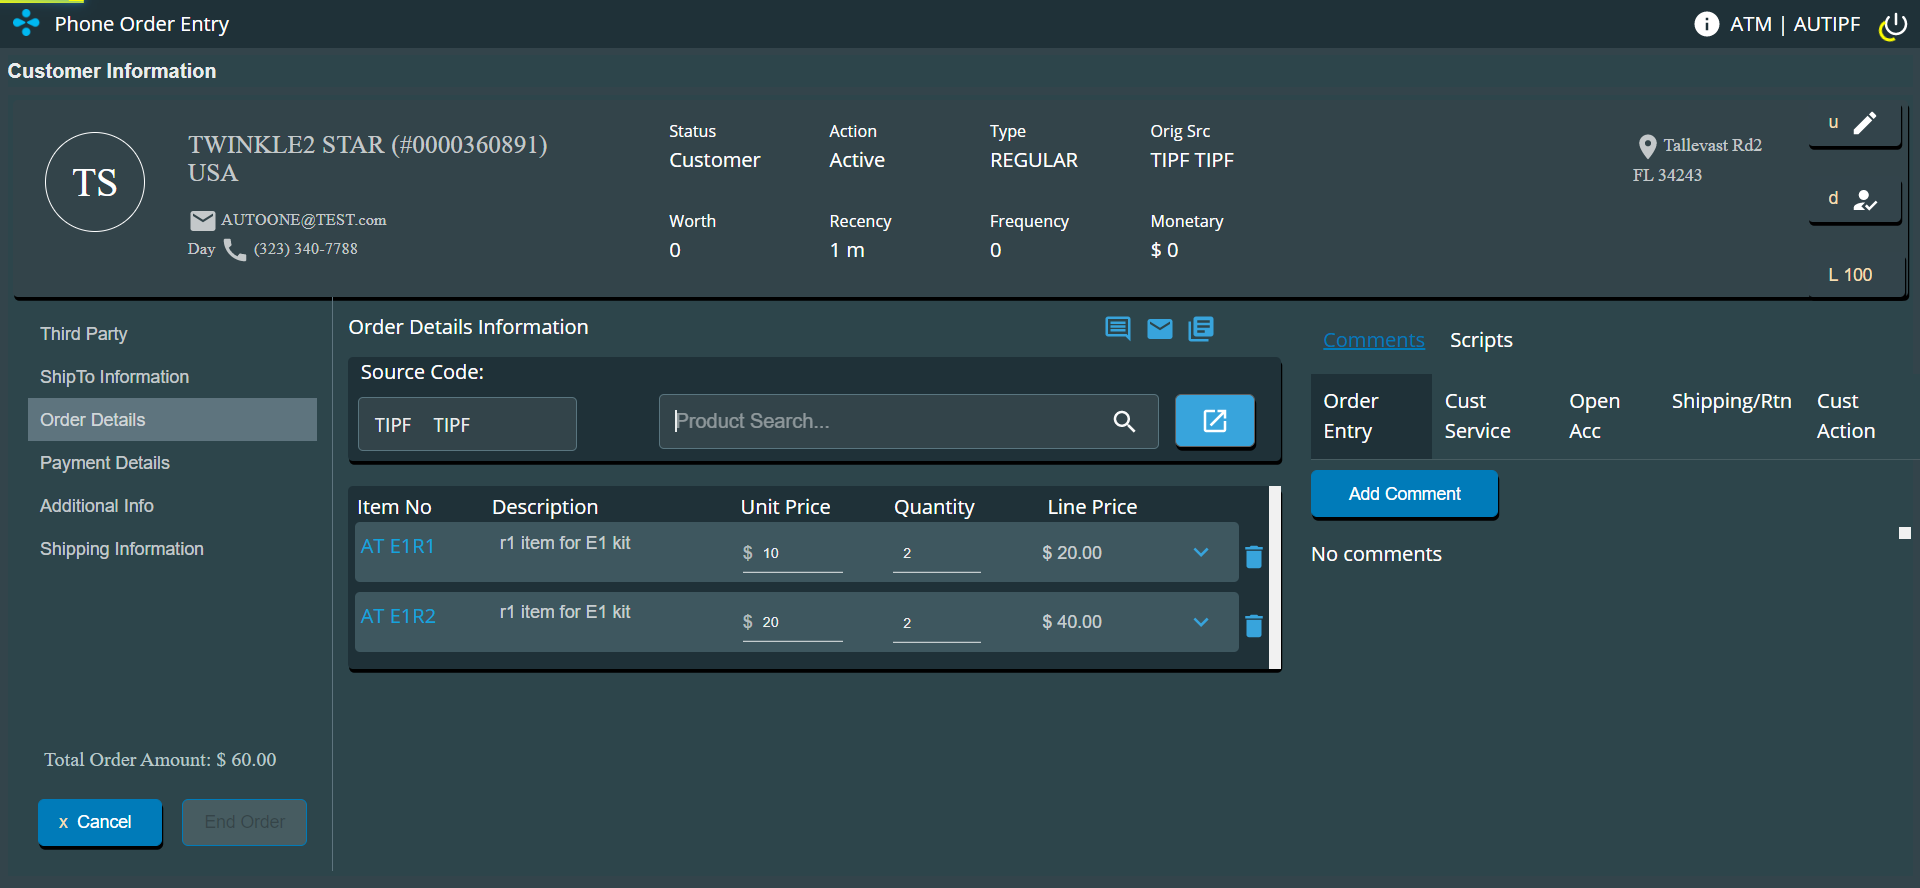 Phone Order Entry
ATM | AUTIPF
Customer Information
TS
TWINKLE2 STAR (#0000360891)
USA
AUTOONE@TEST.com
Day (323) 340-7788
Status
Customer
Action
Active
Type
REGULAR
Orig Src
TIPF TIPF
Worth
0
Recency
1 m
Frequency
0
Monetary
$ 0
Tallevast Rd2
FL 34243
u
d
L 100
Third Party
ShipTo Information
Order Details
Payment Details
Additional Info
Shipping Information
Total Order Amount: $ 60.00
x Cancel
End Order
Order Details Information
Source Code:
TIPF TIPF
Product Search...
Item No Description Unit Price Quantity Line Price
AT E1R1 r1 item for E1 kit $ 10 2 $ 20.00
AT E1R2 r1 item for E1 kit $ 20 2 $ 40.00
Comments Scripts
Order Entry
Cust Service
Open Acc
Shipping/Rtn
Cust Action
Add Comment
No comments